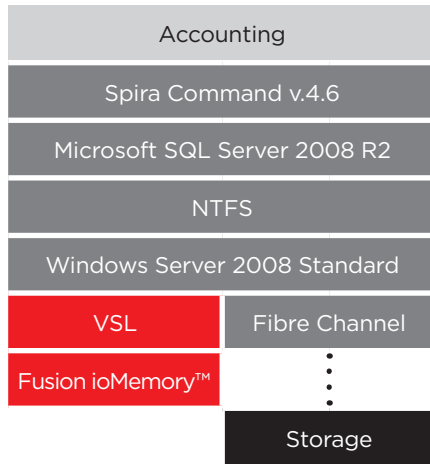 Accounting
Spira Command v.4.6
Microsoft SQL Server 2008 R2
NTFS
Windows Server 2008 Standard
VSL
Fibre Channel
Fusion ioMemory™
Storage